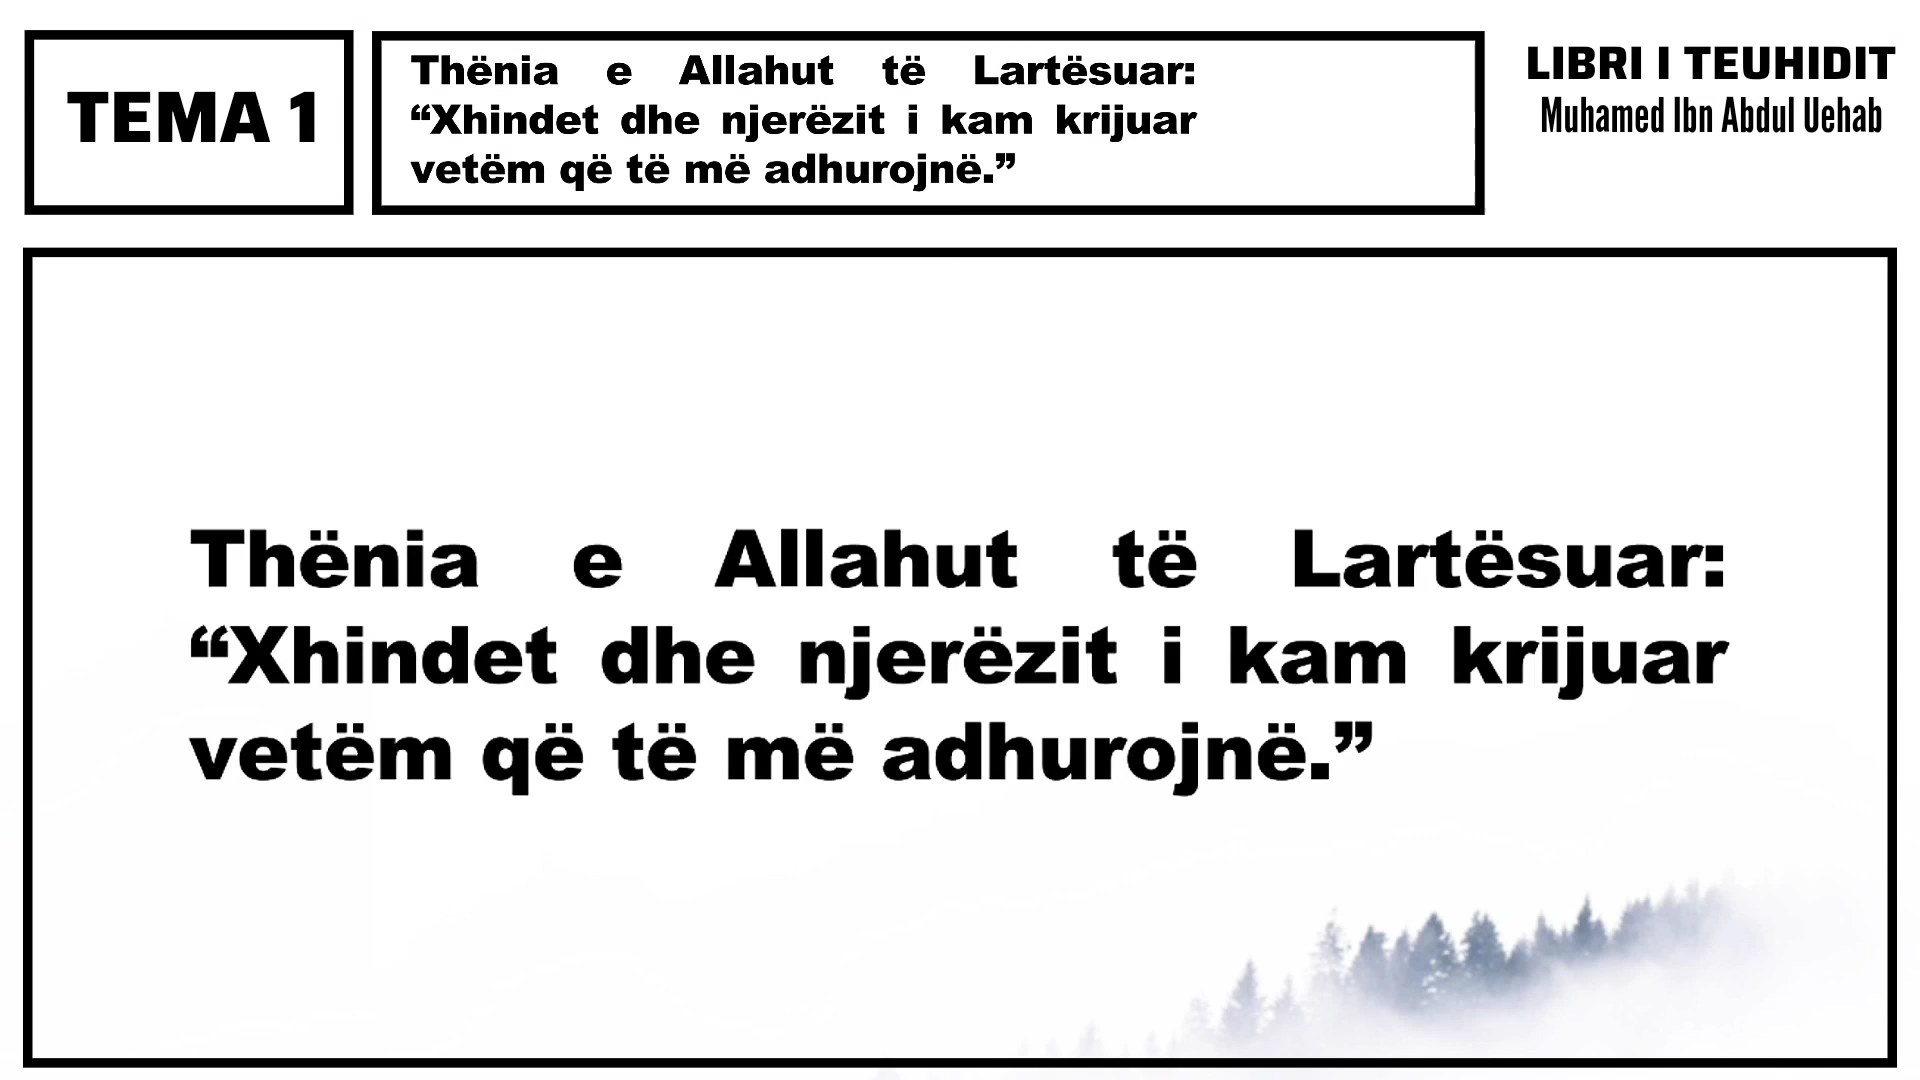 TEMA 1
Thënia e Allahut të Lartësuar:
“Xhindet dhe njerëzit i kam krijuar
vetëm që të më adhurojnë.”
LIBRI I TEUHIDIT
Muhamed Ibn Abdul Uehab
Thënia e Allahut të Lartësuar:
“Xhindet dhe njerëzit i kam krijuar
vetëm që të më adhurojnë.”